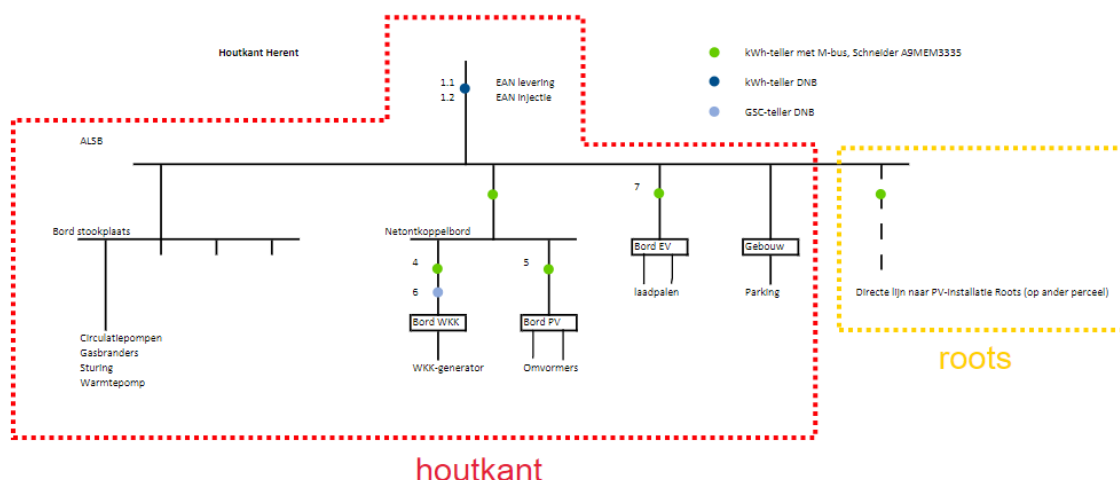 Houtkant Herent
kWh-teller met M-bus, Schneider A9MEM3335
kWh-teller DNB
GSC-teller DNB
1.1 EAN levering
1.2 EAN injectie
ALSB
7
Bord stookplaats
Netontkoppelbord
Bord EV
Gebouw
4
5
6
laadpalen
Parking
Directe lijn naar PV-installatie Roots (op ander perceel)
Bord WKK
Bord PV
Circulatiepompen
Gasbranders
Sturing
Warmtepomp
WKK-generator
Omvormers
roots
houtkant